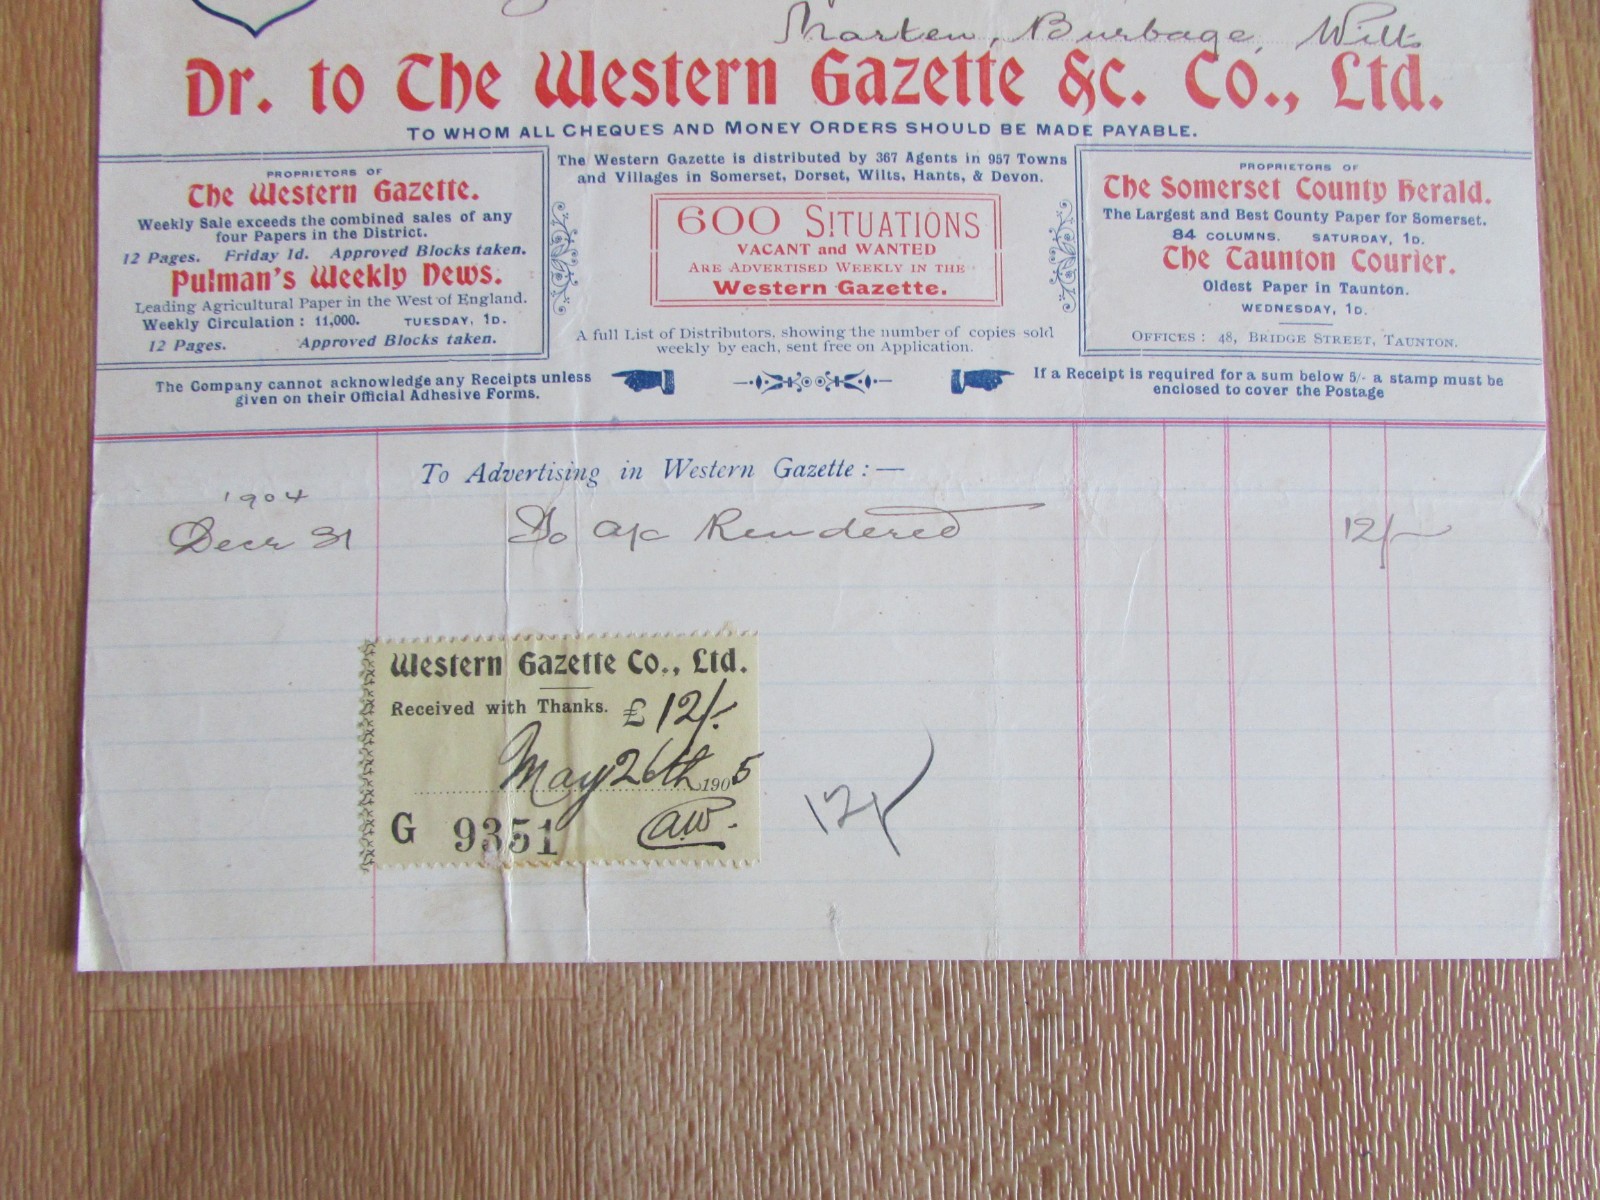 Marten, Burbage, Wilts
Dr. to The Western Gazette &c. Co., Ltd.
TO WHOM ALL CHEQUES AND MONEY ORDERS SHOULD BE MADE PAYABLE.
PROPRIETORS OF
The Western Gazette.
Weekly Sale exceeds the combined sales of any
four Papers in the District.
12 Pages. Friday 1d. Approved Blocks taken.
Pulman's Weekly News.
Leading Agricultural Paper in the West of England.
Weekly Circulation: 11,000. TUESDAY, 1D.
12 Pages. Approved Blocks taken.
The Western Gazette is distributed by 367 Agents in 957 Towns
and Villages in Somerset, Dorset, Wilts, Hants, & Devon.
600 SITUATIONS
VACANT and WANTED
ARE ADVERTISED WEEKLY IN THE
Western Gazette.
A full List of Distributors, showing the number of copies sold
weekly by each, sent free on Application.
PROPRIETORS OF
The Somerset County Herald.
The Largest and Best County Paper for Somerset.
84 COLUMNS. SATURDAY, 1D.
The Taunton Courier.
Oldest Paper in Taunton.
WEDNESDAY, 1D.
OFFICES: 48, BRIDGE STREET, TAUNTON.
The Company cannot acknowledge any Receipts unless
given on their Official Adhesive Forms.
If a Receipt is required for a sum below 5/- a stamp must be
enclosed to cover the Postage
To Advertising in Western Gazette:—
1904
Decr 31 To a/c Rendered 12/-
Western Gazette Co., Ltd.
Received with Thanks. £12/-
May 26th 1905
G 9351 AW.
12/